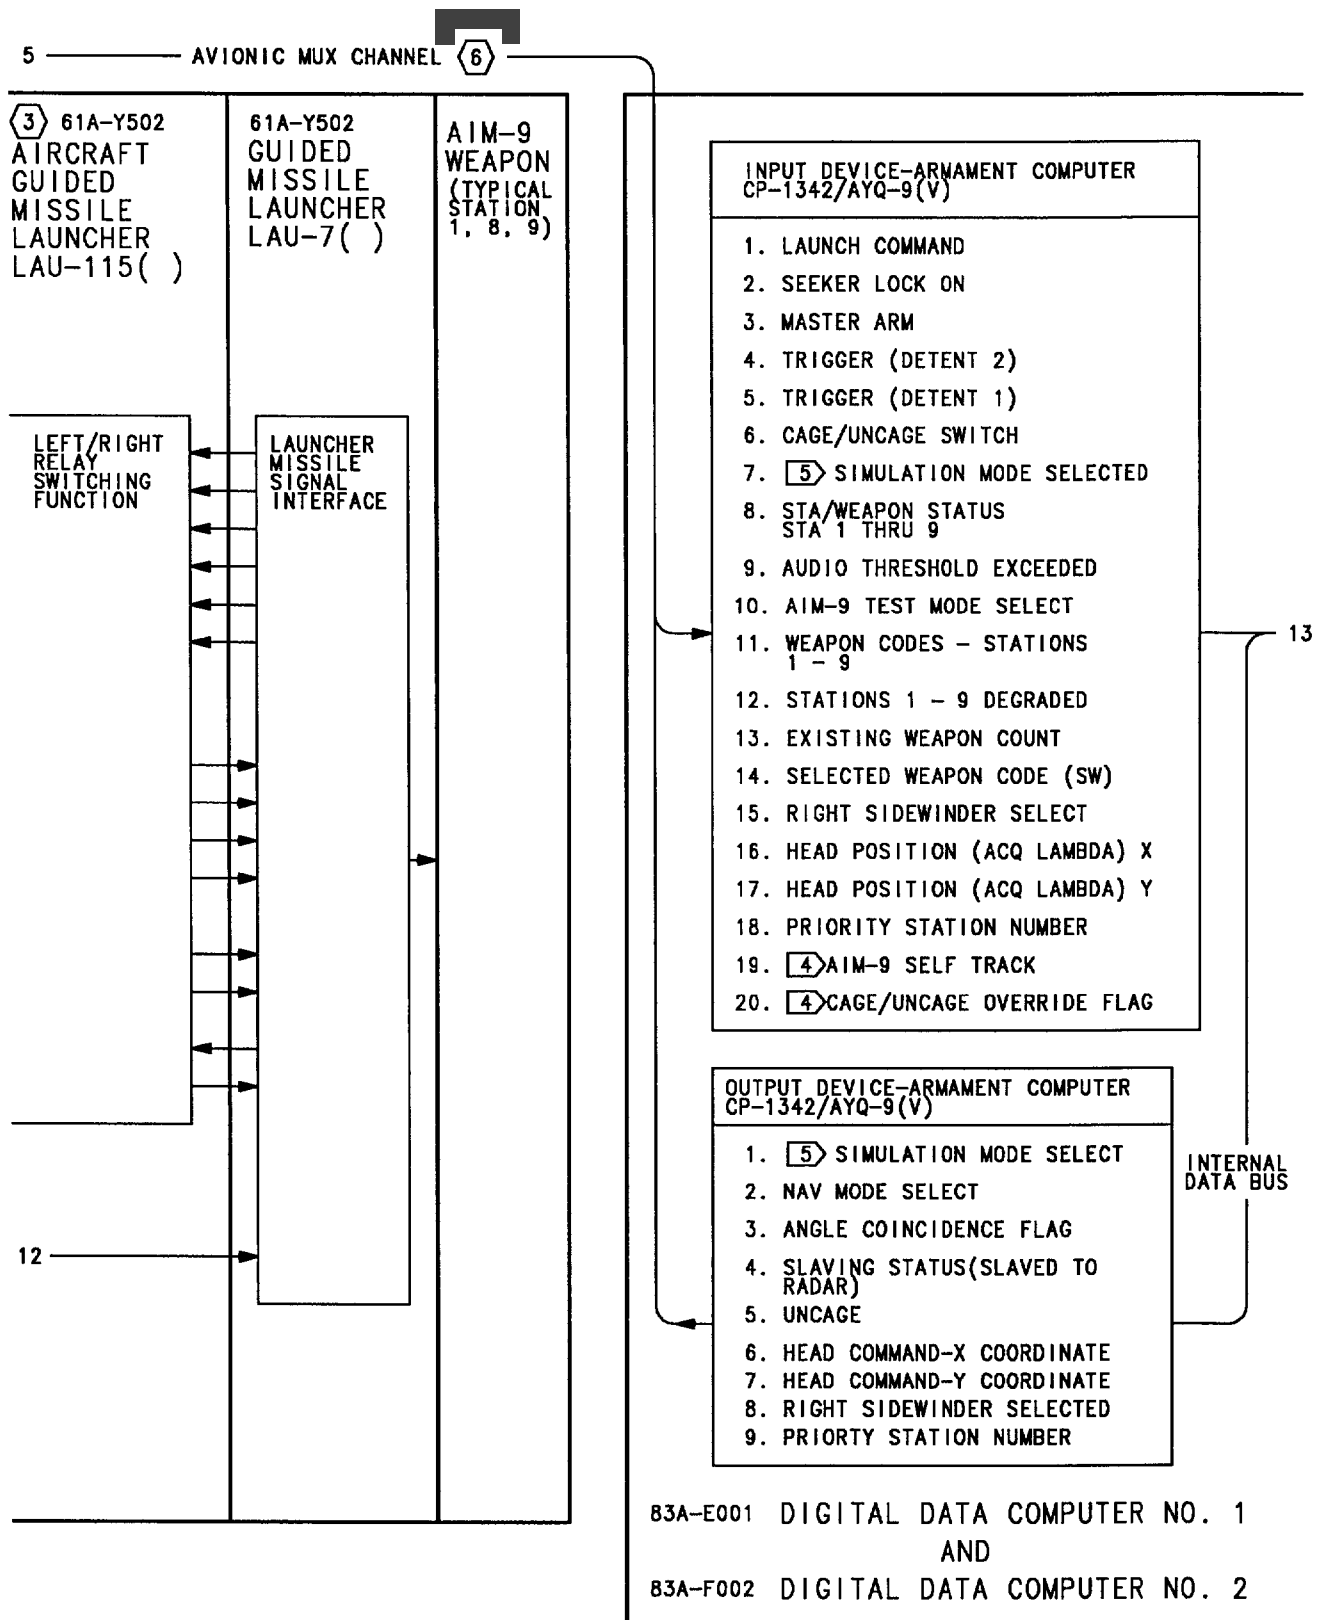 5 AVIONIC MUX CHANNEL 6
3 61A-Y502
AIRCRAFT
GUIDED
MISSILE
LAUNCHER
LAU-115( )
61A-Y502
GUIDED
MISSILE
LAUNCHER
LAU-7( )
AIM-9
WEAPON
(TYPICAL
STATION
1, 8, 9)
LEFT/RIGHT
RELAY
SWITCHING
FUNCTION
LAUNCHER
MISSILE
SIGNAL
INTERFACE
12
INPUT DEVICE-ARMAMENT COMPUTER
CP-1342/AYQ-9(V)
1. LAUNCH COMMAND
2. SEEKER LOCK ON
3. MASTER ARM
4. TRIGGER (DETENT 2)
5. TRIGGER (DETENT 1)
6. CAGE/UNCAGE SWITCH
7. 5 SIMULATION MODE SELECTED
8. STA/WEAPON STATUS
STA 1 THRU 9
9. AUDIO THRESHOLD EXCEEDED
10. AIM-9 TEST MODE SELECT
11. WEAPON CODES - STATIONS
1 - 9
12. STATIONS 1 - 9 DEGRADED
13. EXISTING WEAPON COUNT
14. SELECTED WEAPON CODE (SW)
15. RIGHT SIDEWINDER SELECT
16. HEAD POSITION (ACQ LAMBDA) X
17. HEAD POSITION (ACQ LAMBDA) Y
18. PRIORITY STATION NUMBER
19. 4 AIM-9 SELF TRACK
20. 4 CAGE/UNCAGE OVERRIDE FLAG
13
OUTPUT DEVICE-ARMAMENT COMPUTER
CP-1342/AYQ-9(V)
1. 5 SIMULATION MODE SELECT
2. NAV MODE SELECT
3. ANGLE COINCIDENCE FLAG
4. SLAVING STATUS(SLAVED TO
RADAR)
5. UNCAGE
6. HEAD COMMAND-X COORDINATE
7. HEAD COMMAND-Y COORDINATE
8. RIGHT SIDEWINDER SELECTED
9. PRIORTY STATION NUMBER
INTERNAL
DATA BUS
83A-E001 DIGITAL DATA COMPUTER NO. 1
AND
83A-F002 DIGITAL DATA COMPUTER NO. 2